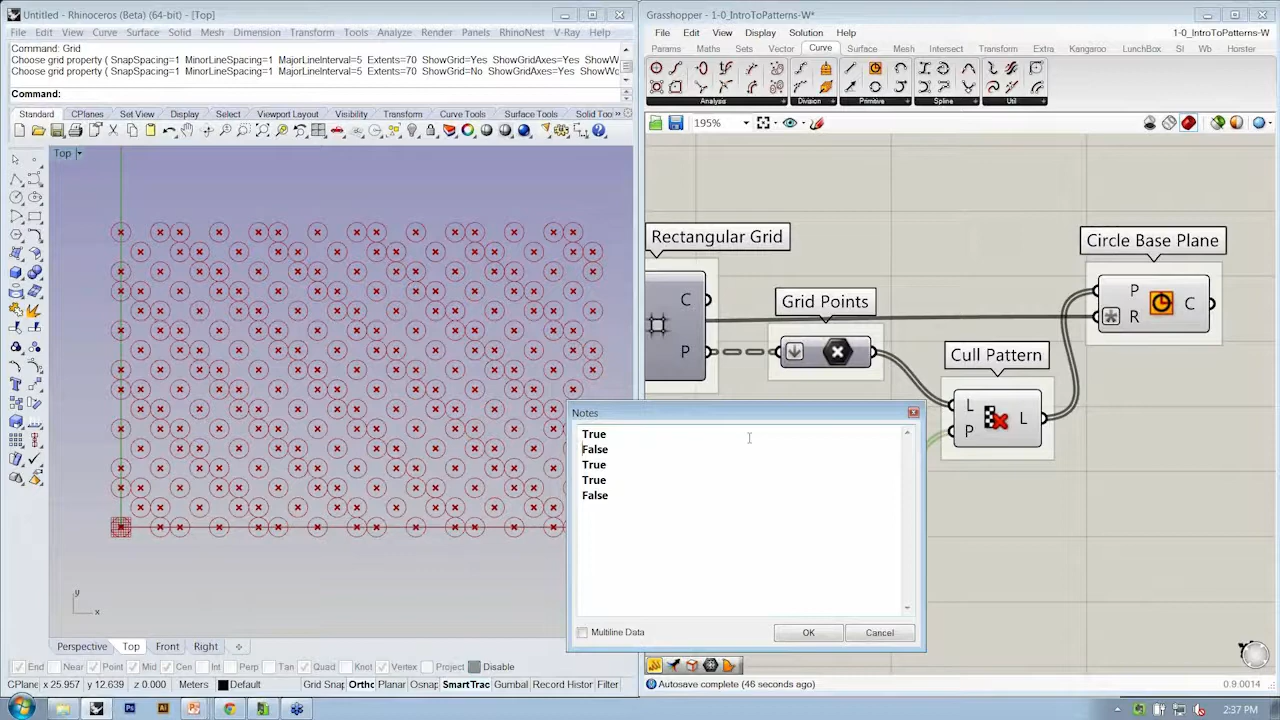 Untitled - Rhinoceros (Beta) (64-bit) - [Top]
File Edit View Curve Surface Solid Mesh Dimension Transform Tools Analyze Render Panels RhinoNest V-Ray Help
Command: Grid
Choose grid property ( SnapSpacing=1 MinorLineSpacing=1 MajorLineInterval=5 Extents=70 ShowGrid=Yes ShowGridAxes=Yes ShowWo
Choose grid property ( SnapSpacing=1 MinorLineSpacing=1 MajorLineInterval=5 Extents=70 ShowGrid=No ShowGridAxes=Yes ShowWo
Command:
Standard CPlanes Set View Display Select Viewport Layout Visibility Transform Curve Tools Surface Tools Solid Too »
Top
y
x
Perspective Top Front Right
End Near Point Mid Cen Int Perp Tan Quad Knot Vertex Project Disable
CPlane x 25.957 y 12.639 z 0.000 Meters Default Grid Snap Ortho Planar Osnap SmartTrac Gumbal Record Histor Filter
Grasshopper - 1-0_IntroToPatterns-W*
File Edit View Display Solution Help
1-0_IntroToPatterns-W*
Params Maths Sets Vector Curve Surface Mesh Intersect Transform Extra Kangaroo LunchBox SI Wb Horster
Analysis Division Primitive Spline Util
195%
Rectangular Grid
C
P
Grid Points
Cull Pattern
L
P
L
Circle Base Plane
P
R
C
Notes
True
False
True
True
False
Multiline Data
OK
Cancel
Autosave complete (46 seconds ago)
0.9.0014
Ps
Ai
2:37 PM